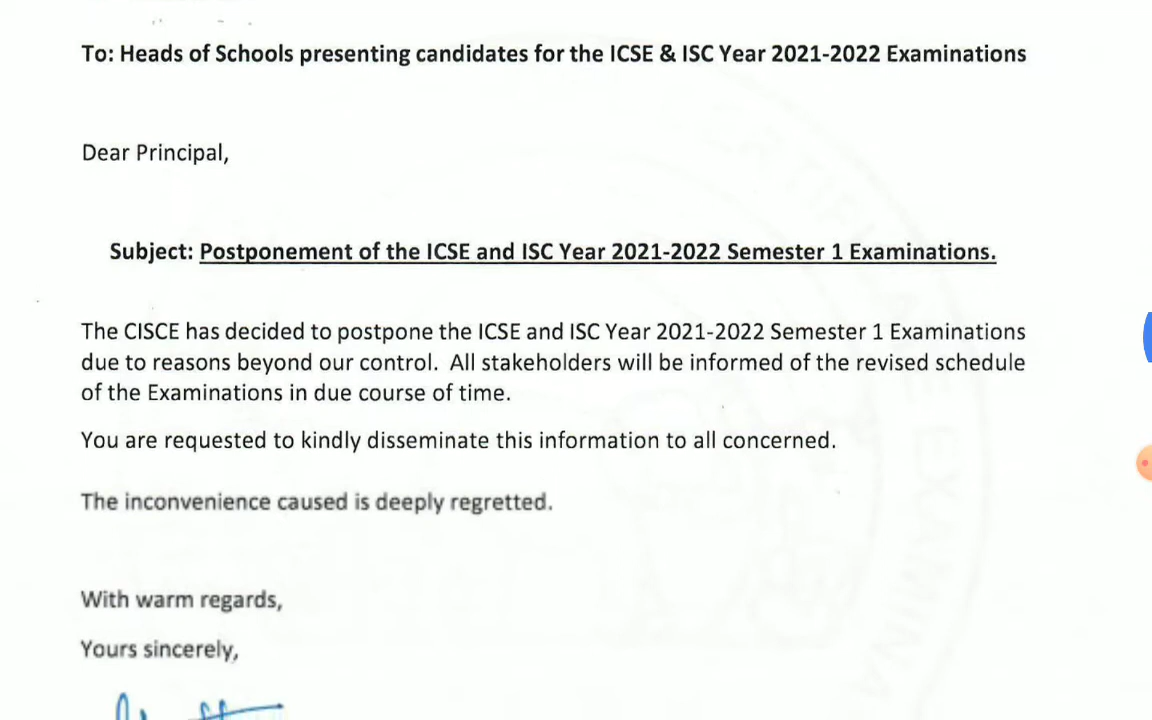 To: Heads of Schools presenting candidates for the ICSE & ISC Year 2021-2022 Examinations
Dear Principal,
Subject: Postponement of the ICSE and ISC Year 2021-2022 Semester 1 Examinations.
The CISCE has decided to postpone the ICSE and ISC Year 2021-2022 Semester 1 Examinations
due to reasons beyond our control.  All stakeholders will be informed of the revised schedule
of the Examinations in due course of time.
You are requested to kindly disseminate this information to all concerned.
The inconvenience caused is deeply regretted.
With warm regards,
Yours sincerely,